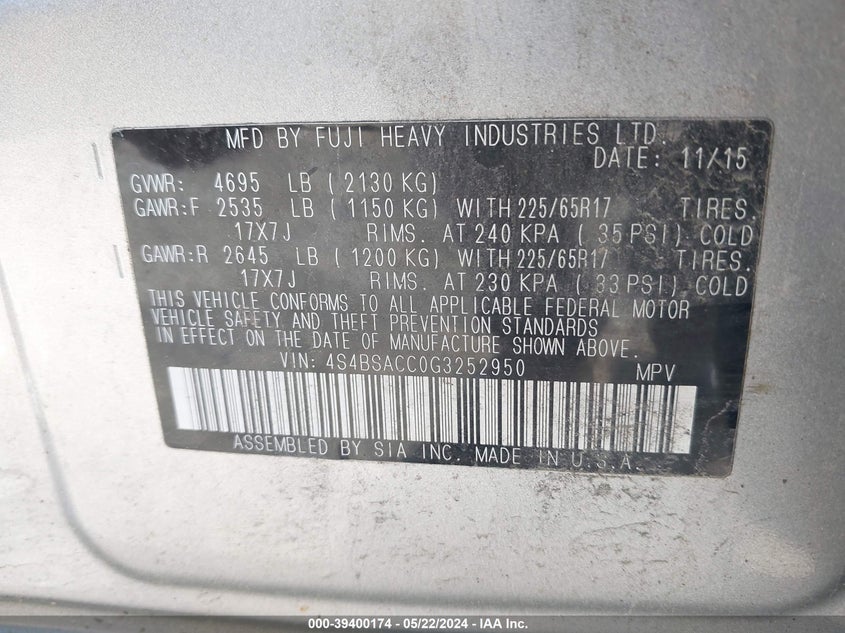 MFD BY FUJI HEAVY INDUSTRIES LTD.
DATE: 11/15
GVWR: 4695 LB ( 2130 KG)
GAWR:F 2535 LB ( 1150 KG) WITH 225/65R17 TIRES.
17X7J RIMS. AT 240 KPA ( 35 PSI) COLD
GAWR:R 2645 LB ( 1200 KG) WITH 225/65R17 TIRES.
17X7J RIMS. AT 230 KPA ( 33 PSI) COLD
THIS VEHICLE CONFORMS TO ALL APPLICABLE FEDERAL MOTOR
VEHICLE SAFETY AND THEFT PREVENTION STANDARDS
IN EFFECT ON THE DATE OF MANUFACTURE SHOWN ABOVE.
VIN: 4S4BSACC0G3252950 MPV
ASSEMBLED BY SIA INC. MADE IN U.S.A.
000-39400174 - 05/22/2024 - IAA Inc.